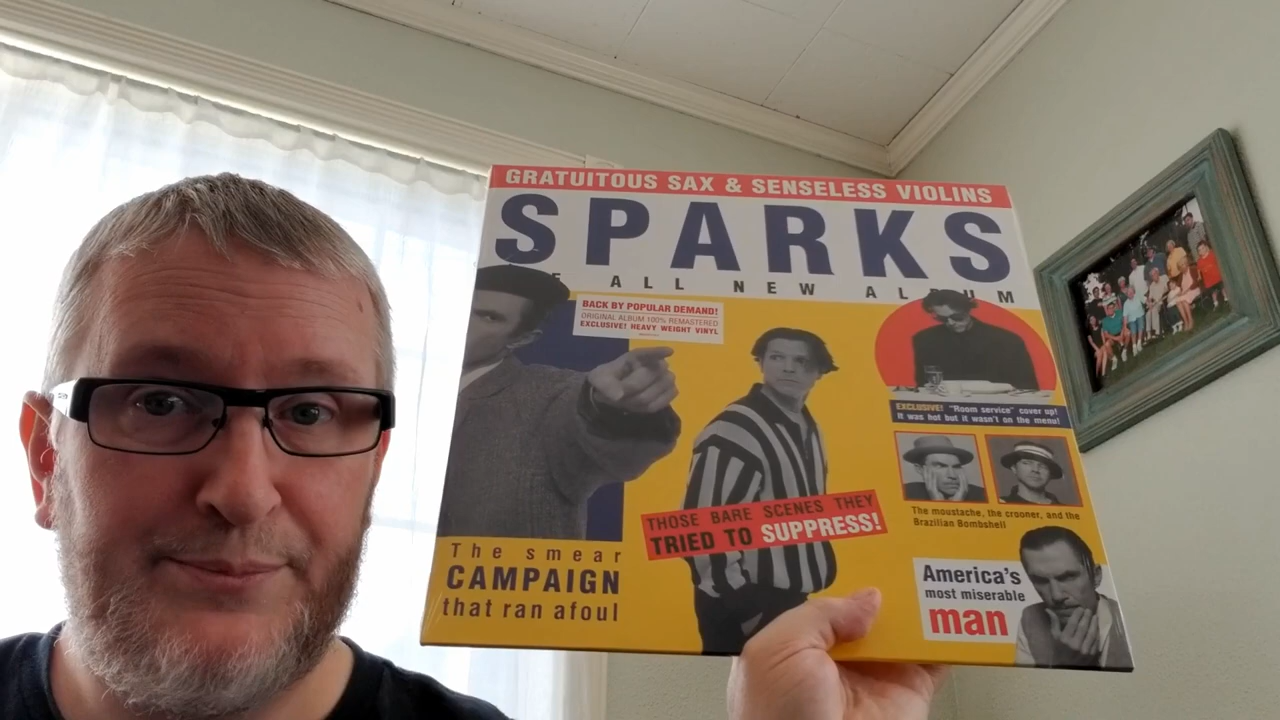 GRATUITOUS SAX & SENSELESS VIOLINS
SPARKS
ALL NEW ALBUM
BACK BY POPULAR DEMAND!
ORIGINAL ALBUM 100% REMASTERED
EXCLUSIVE! HEAVY WEIGHT VINYL
EXCLUSIVE! "Room service" cover up!
It was hot but it wasn't on the menu!
The moustache, the crooner, and the
Brazilian Bombshell
THOSE BARE SCENES THEY
TRIED TO SUPPRESS!
The smear
CAMPAIGN
that ran afoul
America's
most miserable
man